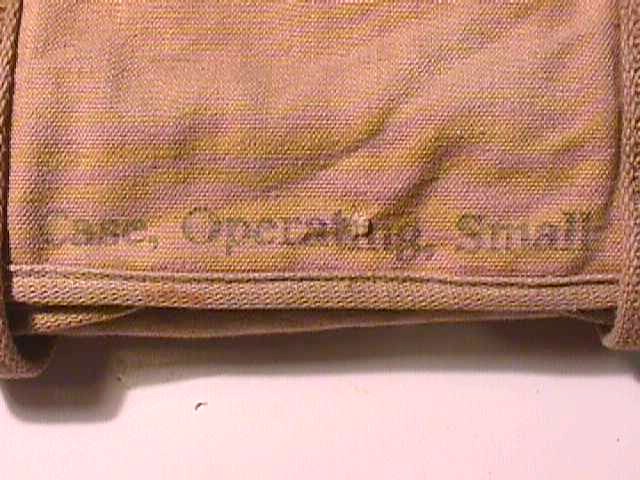 Case, Operating, Small